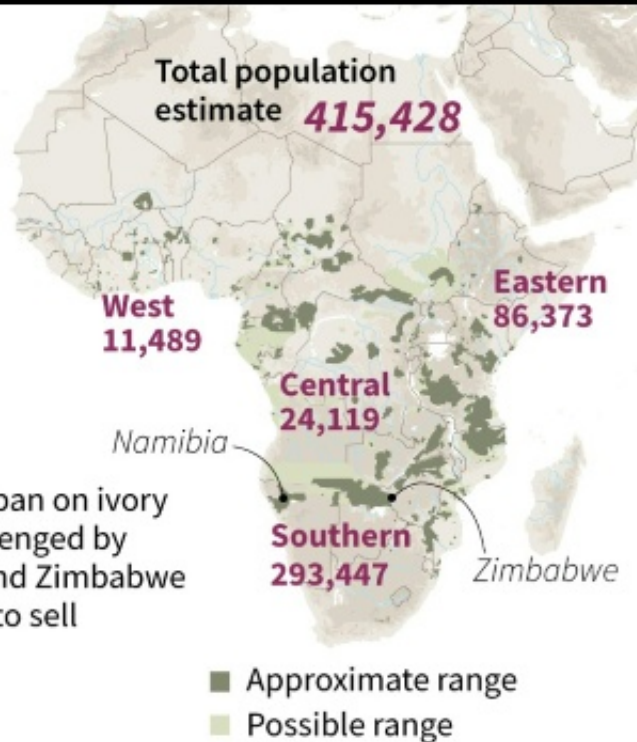 Total population
estimate 415,428
West
11,489
Eastern
86,373
Central
24,119
Namibia
ban on ivory
enged by
nd Zimbabwe
to sell
Southern
293,447
Zimbabwe
Approximate range
Possible range